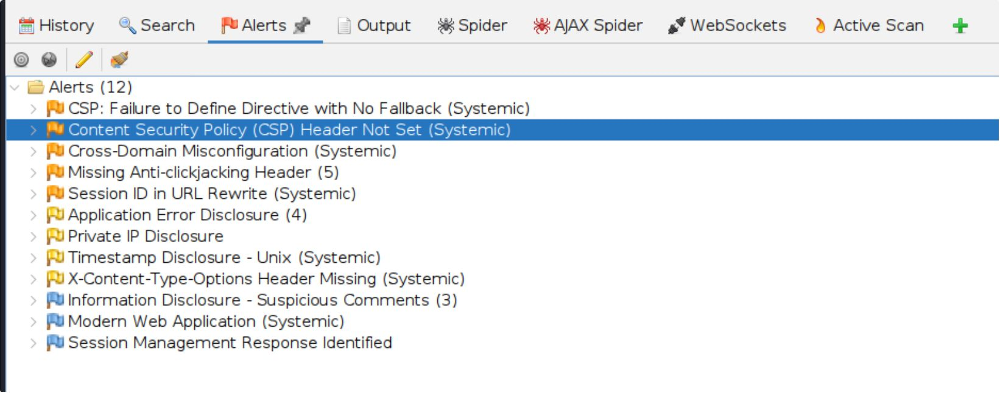 History Search Alerts Output Spider AJAX Spider WebSockets Active Scan
Alerts (12)
CSP: Failure to Define Directive with No Fallback (Systemic)
Content Security Policy (CSP) Header Not Set (Systemic)
Cross-Domain Misconfiguration (Systemic)
Missing Anti-clickjacking Header (5)
Session ID in URL Rewrite (Systemic)
Application Error Disclosure (4)
Private IP Disclosure
Timestamp Disclosure - Unix (Systemic)
X-Content-Type-Options Header Missing (Systemic)
Information Disclosure - Suspicious Comments (3)
Modern Web Application (Systemic)
Session Management Response Identified